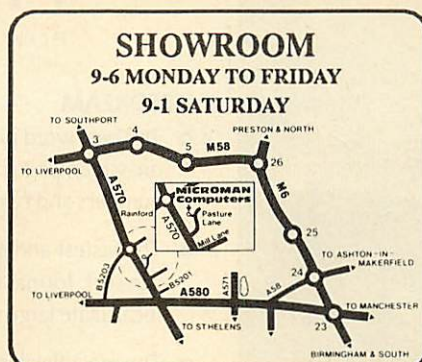 SHOWROOM
9-6 MONDAY TO FRIDAY
9-1 SATURDAY
TO SOUTHPORT
PRESTON & NORTH
3
4
5
M58
26
TO LIVERPOOL
A570
M6
MICROMAN
Computers
Rainford
Pasture
Lane
A570
Mill Lane
25
TO ASHTON-IN-
MAKERFIELD
24
B5203
B5201
A571
A58
TO LIVERPOOL
A580
TO MANCHESTER
23
TO ST HELENS
BIRMINGHAM & SOUTH